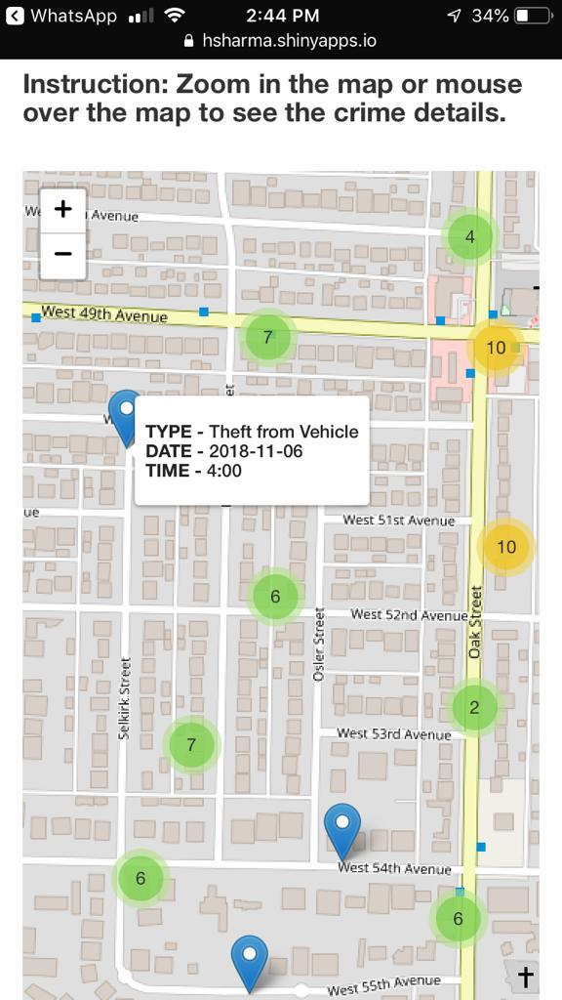 WhatsApp
2:44 PM
34%
hsharma.shinyapps.io
Instruction: Zoom in the map or mouse
over the map to see the crime details.
+
−
Avenue
4
West 49th Avenue
7
10
TYPE - Theft from Vehicle
DATE - 2018-11-06
TIME - 4:00
West 51st Avenue
10
6
West 52nd Avenue
Oak Street
Osler Street
Selkirk Street
2
7
West 53rd Avenue
West 54th Avenue
6
6
West 55th Avenue